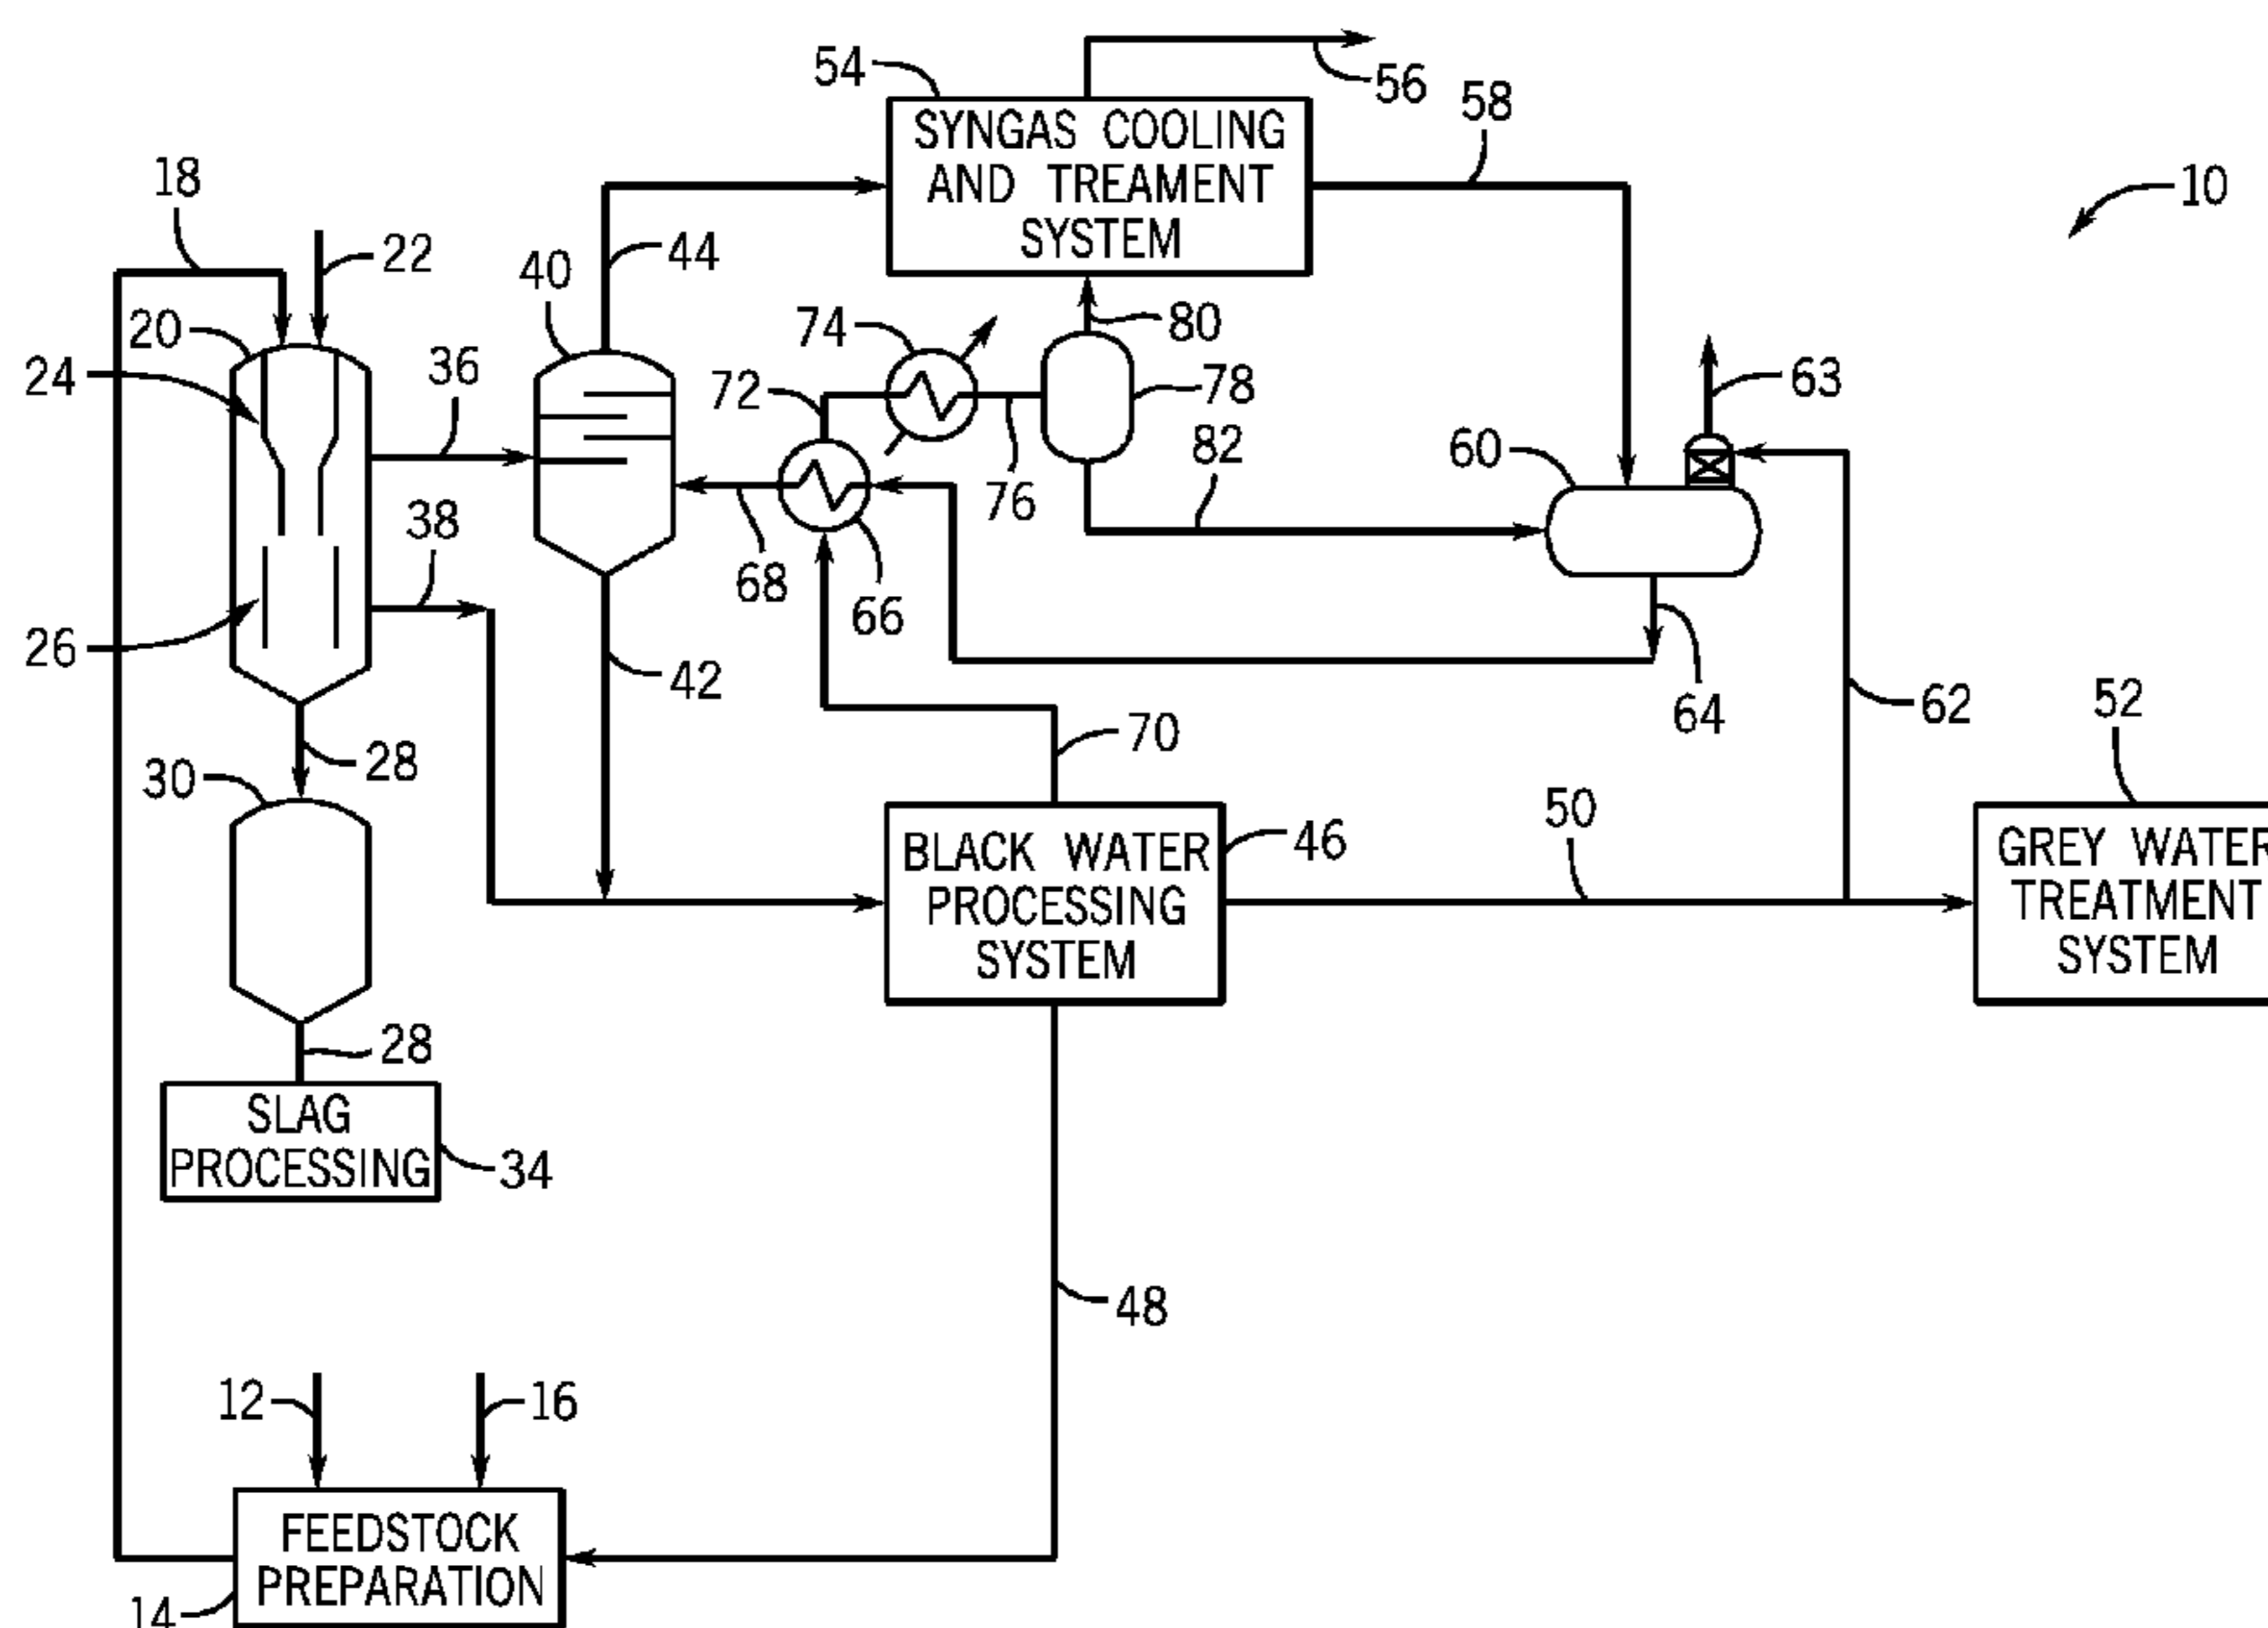 54
56
58
SYNGAS COOLING
AND TREAMENT
SYSTEM
10
18
22
40
44
20
74
80
24
36
72
78
63
82
60
38
76
68
66
26
42
64
62
52
70
28
30
50
BLACK WATER
PROCESSING
SYSTEM
46
GREY WATER
TREATMENT
SYSTEM
28
SLAG
PROCESSING
34
48
12
16
FEEDSTOCK
PREPARATION
14